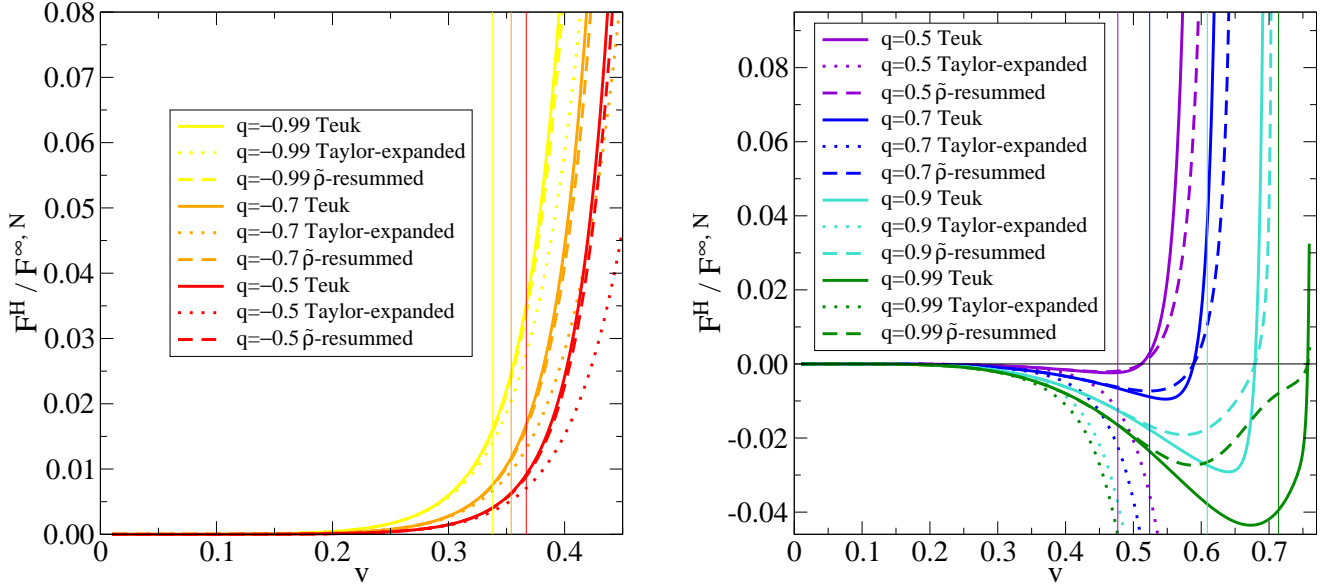 0.08
0.07
0.06
0.05
0.04
0.03
0.02
0.01
0.00
F^H / F^∞, N
q=−0.99 Teuk
q=−0.99 Taylor-expanded
q=−0.99 ρ̃-resummed
q=−0.7 Teuk
q=−0.7 Taylor-expanded
q=−0.7 ρ̃-resummed
q=−0.5 Teuk
q=−0.5 Taylor-expanded
q=−0.5 ρ̃-resummed
0 0.1 0.2 0.3 0.4
v
0.08
0.06
0.04
0.02
0.00
-0.02
-0.04
F^H / F^∞, N
q=0.5 Teuk
q=0.5 Taylor-expanded
q=0.5 ρ̃-resummed
q=0.7 Teuk
q=0.7 Taylor-expanded
q=0.7 ρ̃-resummed
q=0.9 Teuk
q=0.9 Taylor-expanded
q=0.9 ρ̃-resummed
q=0.99 Teuk
q=0.99 Taylor-expanded
q=0.99 ρ̃-resummed
0 0.1 0.2 0.3 0.4 0.5 0.6 0.7
v